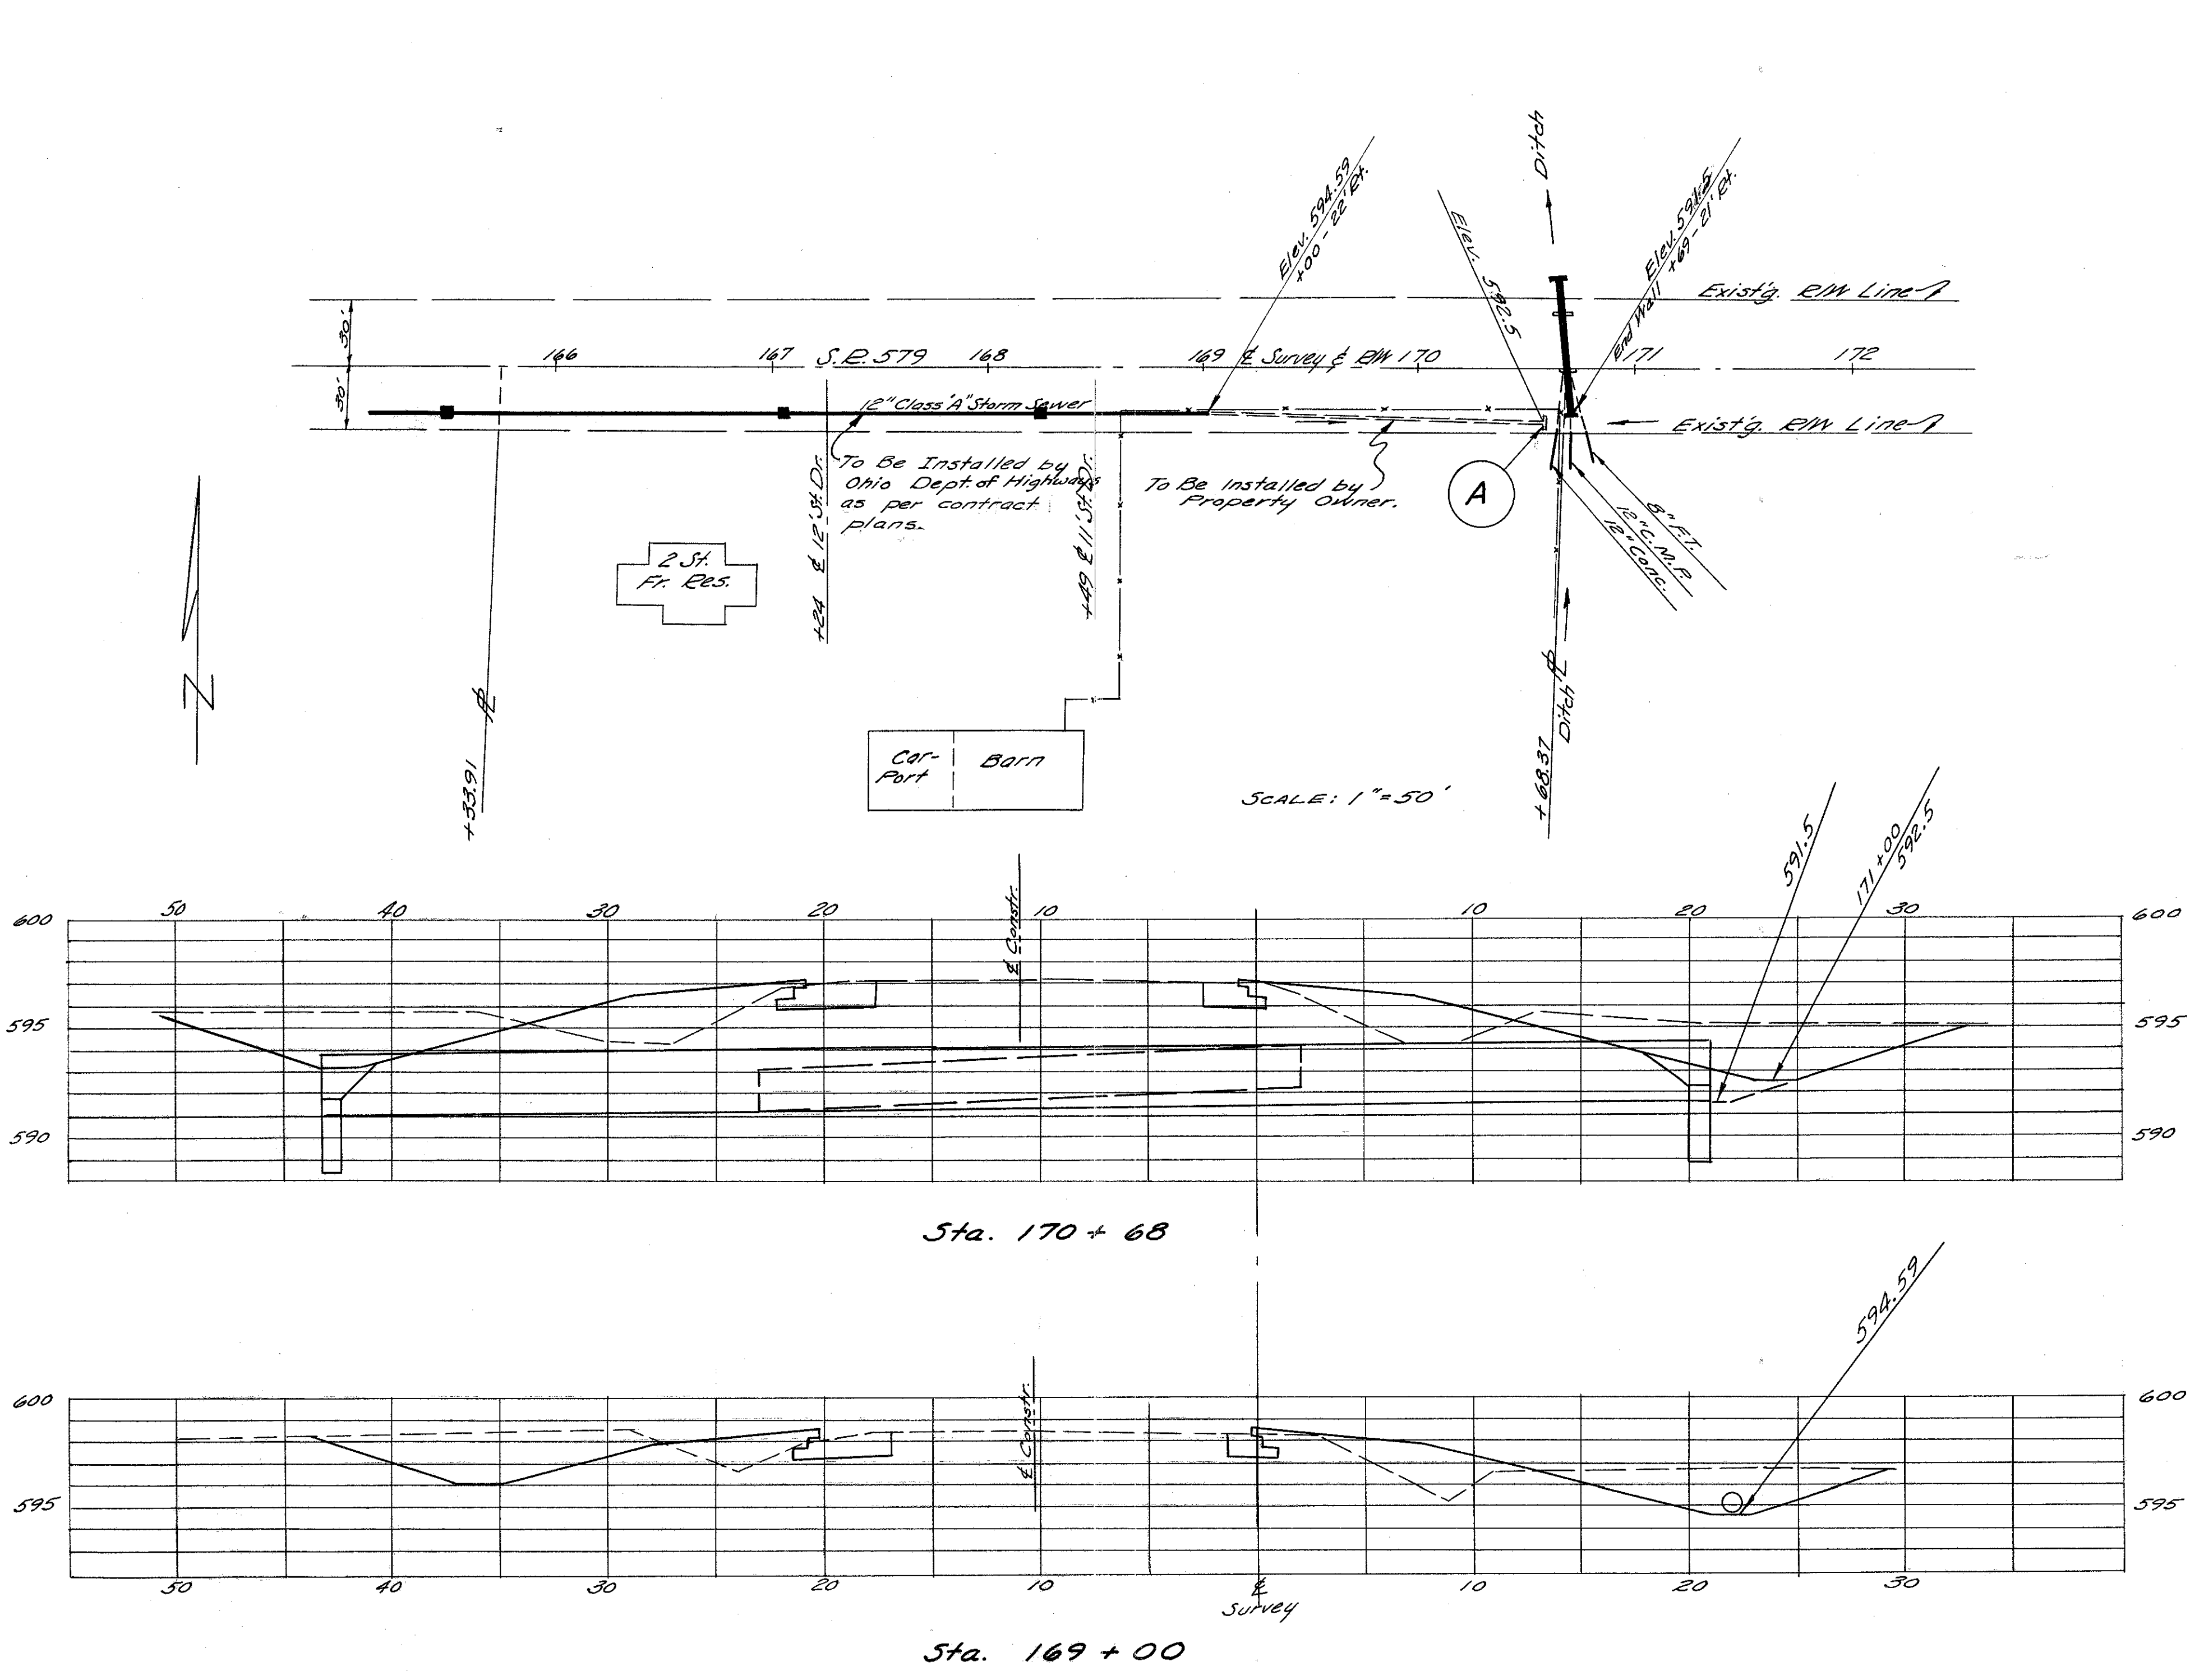 Ditch
Elev. 594.59
+00 - 22' Rt.
Elev. 592.5
Elev. 591.5
+69 - 21' Rt.
End Wall
Exist'g. R/W Line
30'
166
167
S.R. 579
168
169
℄ Survey & R/W
170
171
172
30'
12" Class "A" Storm Sewer
Exist'g. R/W Line
To Be Installed by
Ohio Dept. of Highways
as per contract
plans.
To Be Installed by
Property Owner.
A
8" F.T.
12" C.M.P.
12" Conc.
2 St.
Fr. Res.
+24 ℄ 12' St. Dr.
+49 ℄ 11' St. Dr.
N
+33.91 ℙL
Car-
Port
Barn
+68.37
Ditch ℙL
SCALE: 1" = 50'
591.5
171+00
592.5
600
50
40
30
20
℄ Constr.
10
10
20
30
600
595
595
590
590
Sta. 170 + 68
594.59
600
600
℄ Constr.
595
595
50
40
30
20
10
℄
Survey
10
20
30
Sta. 169 + 00